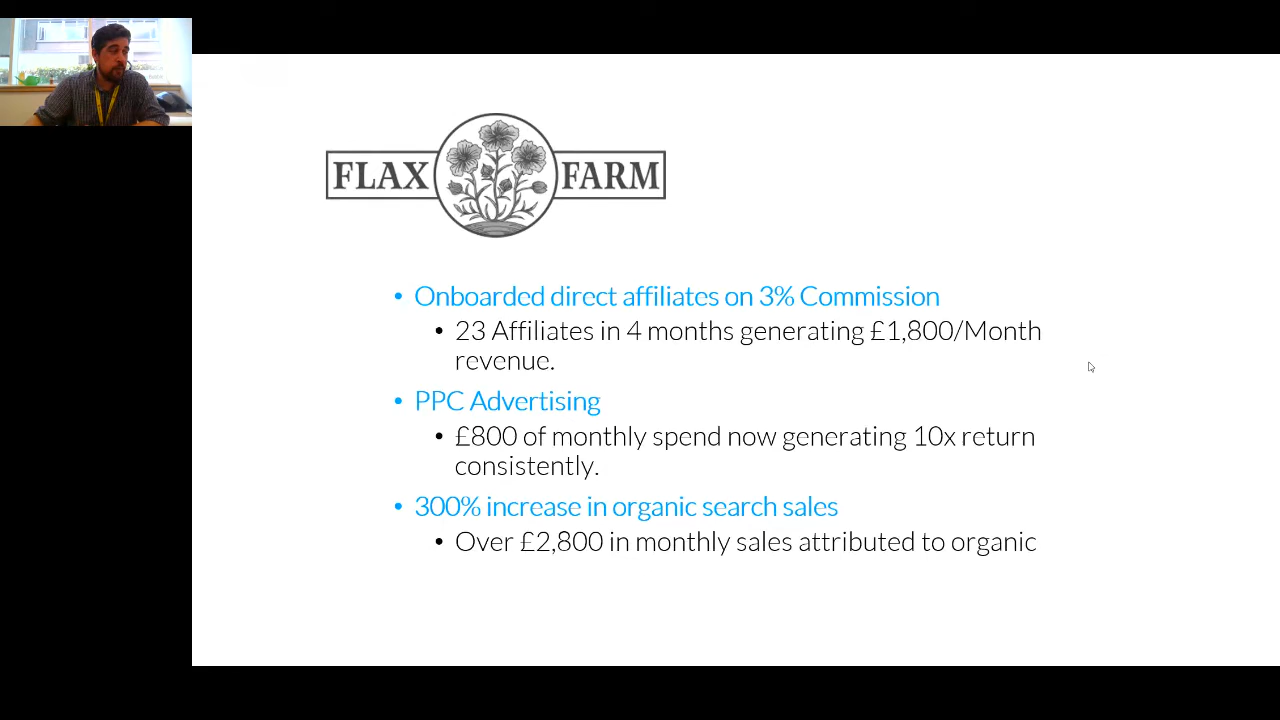 FLAX FARM
• Onboarded direct affiliates on 3% Commission
• 23 Affiliates in 4 months generating £1,800/Month
revenue.
• PPC Advertising
• £800 of monthly spend now generating 10x return
consistently.
• 300% increase in organic search sales
• Over £2,800 in monthly sales attributed to organic